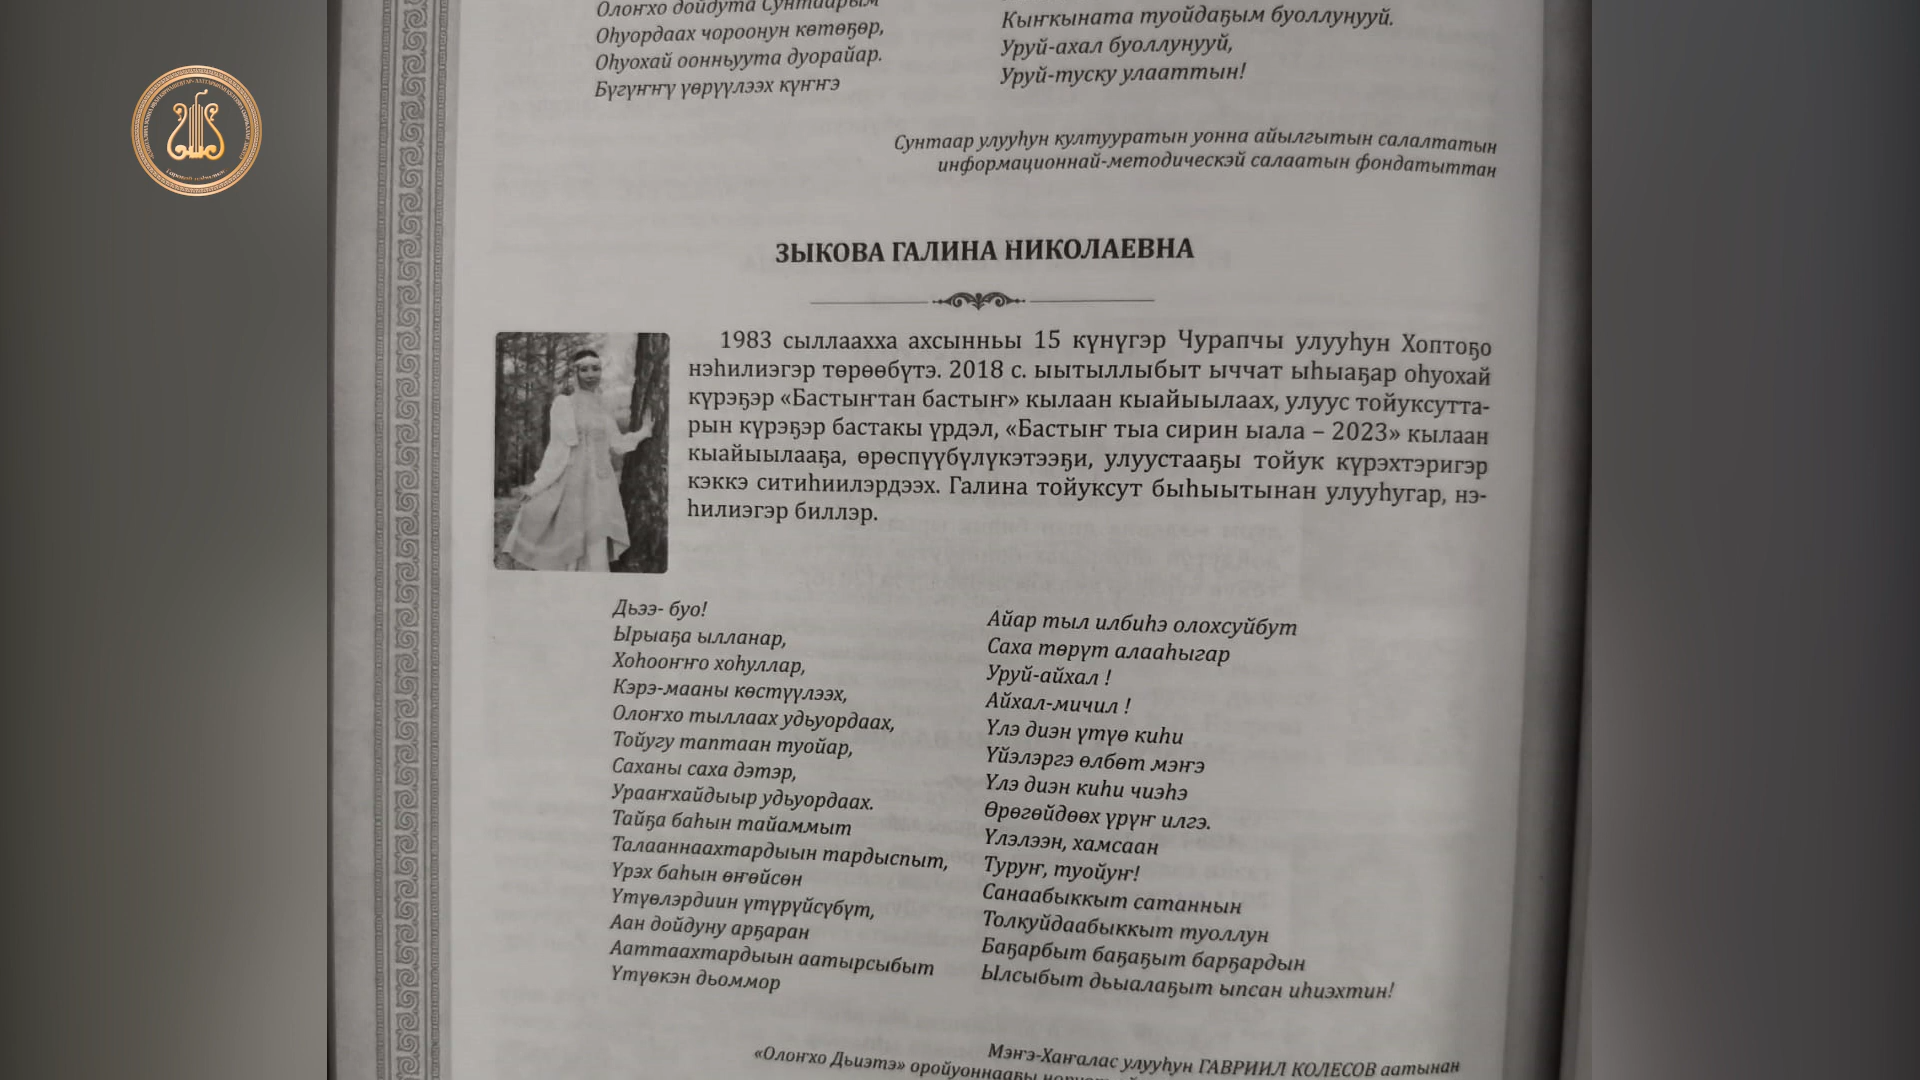 Олоҥхо дойдута Сунтаарым
Оһуордаах чороонун көтөҕөр,
Оһуохай оонньуута дуорайар.
Бүгүҥҥү үөрүүлээх күҥҥэ
Кыҥкыната туойдаҕым буоллунууй.
Уруй-ахал буоллунууй,
Уруй-туску улааттын!
Сунтаар улууһун култууратын уонна айылгытын салалтатын
информационнай-методическэй салаатын фондатыттан
ЗЫКОВА ГАЛИНА НИКОЛАЕВНА
1983 сыллаахха ахсынньы 15 күнүгэр Чурапчы улууһун Хоптоҕо
нэһилиэгэр төрөөбүтэ. 2018 с. ыытыллыбыт ыччат ыһыаҕар оһуохай
күрэҕэр «Бастыҥтан бастыҥ» кылаан кыайыылаах, улуус тойуксутта-
рын күрэҕэр бастакы үрдэл, «Бастыҥ тыа сирин ыала – 2023» кылаан
кыайыылааҕа, өрөспүүбүлүкэтээҕи, улуустааҕы тойук күрэхтэригэр
кэккэ ситиһиилэрдээх. Галина тойуксут быһыытынан улууһугар, нэ-
һилиэгэр биллэр.
Дьээ- буо!
Ырыаҕа ылланар,
Хоһооҥҥо хоһуллар,
Кэрэ-мааны көстүүлээх,
Олоҥхо тыллаах удьуордаах,
Тойугу таптаан туойар,
Саханы саха дэтэр,
Урааҥхайдыыр удьуордаах.
Тайҕа баһын тайаммыт
Талааннаахтардыын тардыспыт,
Үрэх баһын өҥөйсөн
Үтүөлэрдиин үтүрүйсүбүт,
Аан дойдуну арҕаран
Ааттаахтардыын аатырсыбыт
Үтүөкэн дьоммор
Айар тыл илбиһэ олохсуйбут
Саха төрүт алааһыгар
Уруй-айхал !
Айхал-мичил !
Үлэ диэн үтүө киһи
Үйэлэргэ өлбөт мэҥэ
Үлэ диэн киһи чиэһэ
Өрөгөйдөөх үрүҥ илгэ.
Үлэлээн, хамсаан
Туруҥ, туойуҥ!
Санаабыккыт сатаннын
Толкуйдаабыккыт туоллун
Баҕарбыт баҕаҕыт барҕардын
Ылсыбыт дьыалаҕыт ыпсан иһиэхтин!
Мэҥэ-Хаҥалас улууһун ГАВРИИЛ КОЛЕСОВ аатынан
«Олоҥхо Дьиэтэ» оройуоннааҕы